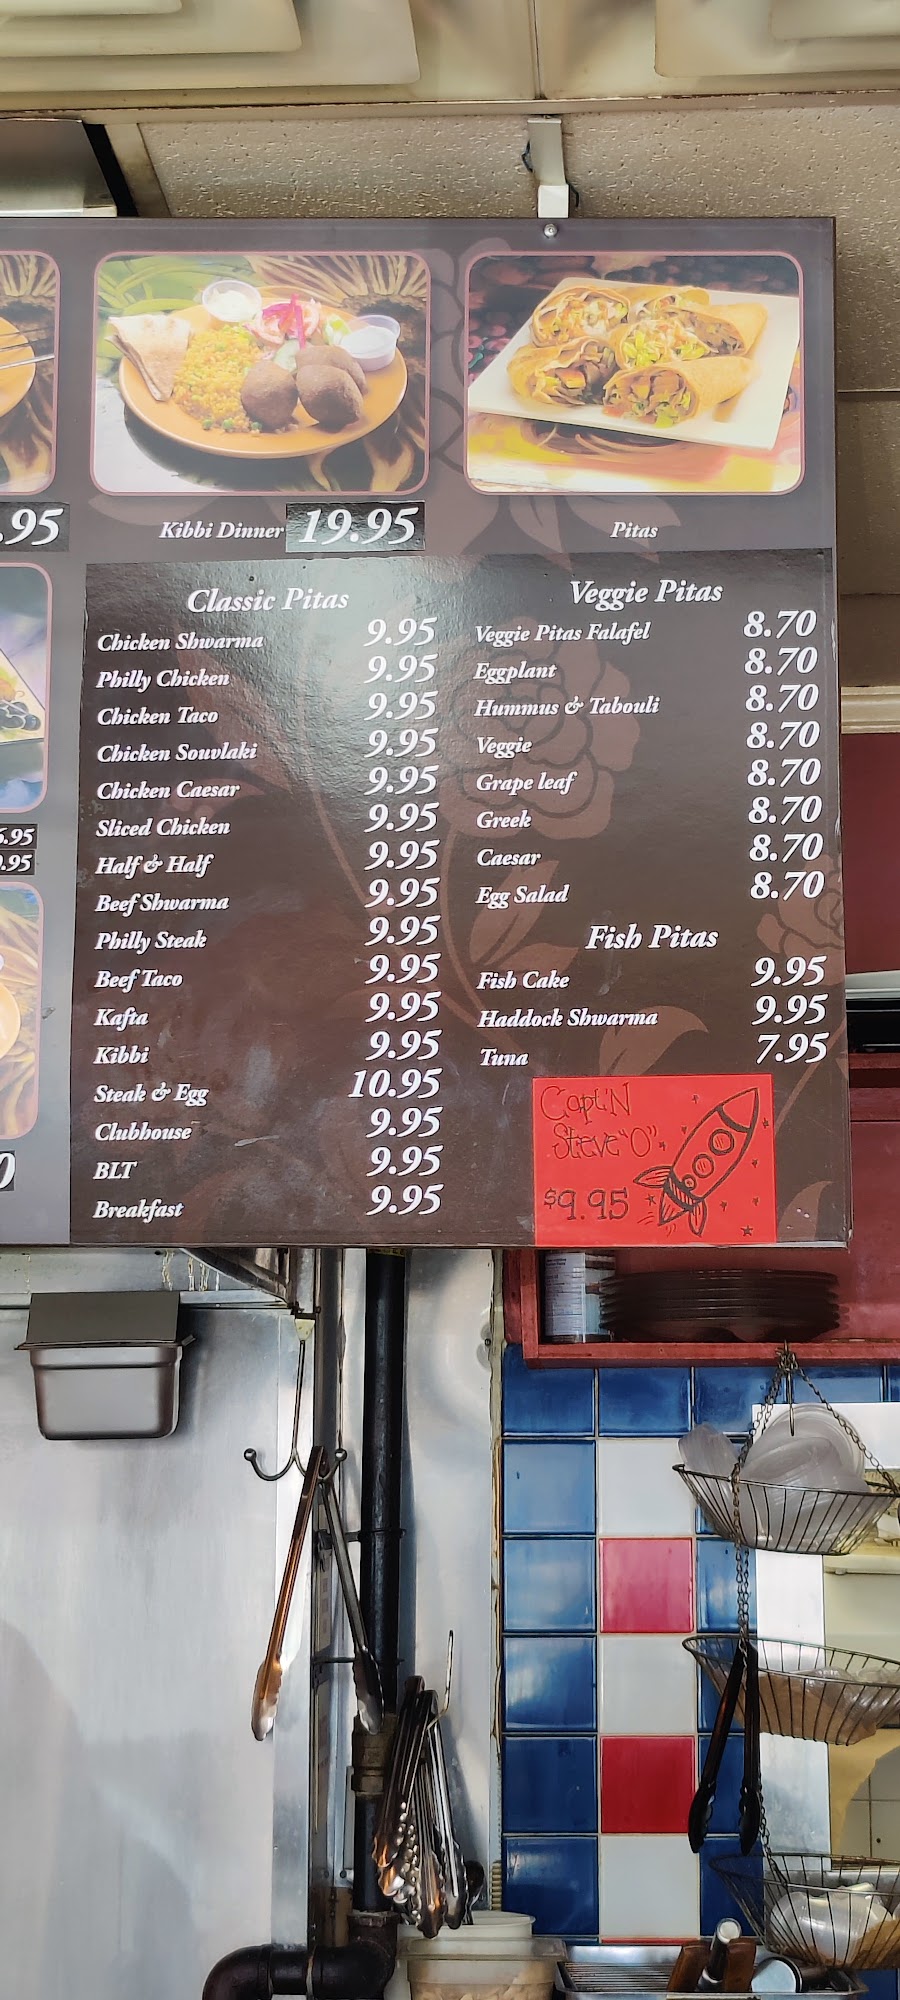 .95
Kibbi Dinner 19.95
Pitas
Classic Pitas
Chicken Shwarma 9.95
Philly Chicken 9.95
Chicken Taco 9.95
Chicken Souvlaki 9.95
Chicken Caesar 9.95
Sliced Chicken 9.95
Half & Half 9.95
Beef Shwarma 9.95
Philly Steak 9.95
Beef Taco 9.95
Kafta 9.95
Kibbi 9.95
Steak & Egg 10.95
Clubhouse 9.95
BLT 9.95
Breakfast 9.95
Veggie Pitas
Veggie Pitas Falafel 8.70
Eggplant 8.70
Hummus & Tabouli 8.70
Veggie 8.70
Grape leaf 8.70
Greek 8.70
Caesar 8.70
Egg Salad 8.70
Fish Pitas
Fish Cake 9.95
Haddock Shwarma 9.95
Tuna 7.95
Capt'N
Steve "O"
$9.95